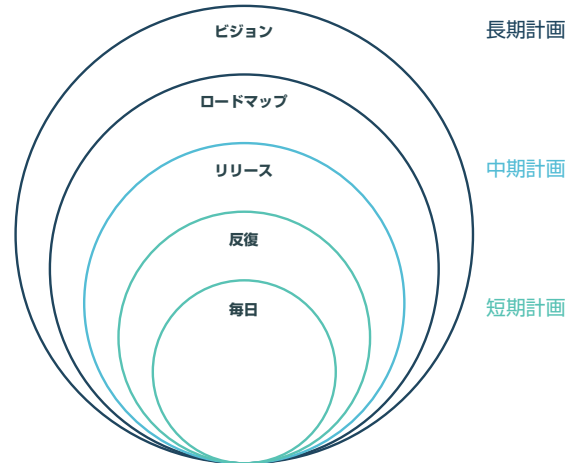 ビジョン
長期計画
ロードマップ
リリース
中期計画
反復
毎日
短期計画